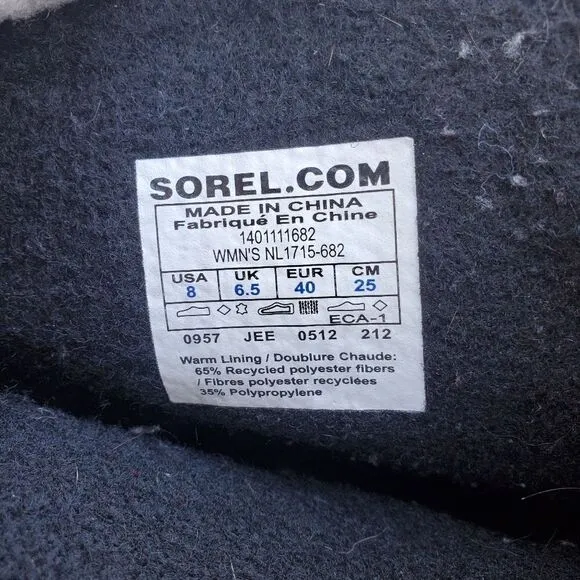 SOREL.COM
MADE IN CHINA
Fabriqué En Chine
1401111682
WMN'S NL1715-682
USA UK EUR CM
8 6.5 40 25
ECA-1
0957 JEE 0512 212
Warm Lining / Doublure Chaude:
65% Recycled polyester fibers
/ Fibres polyester recyclées
35% Polypropylene